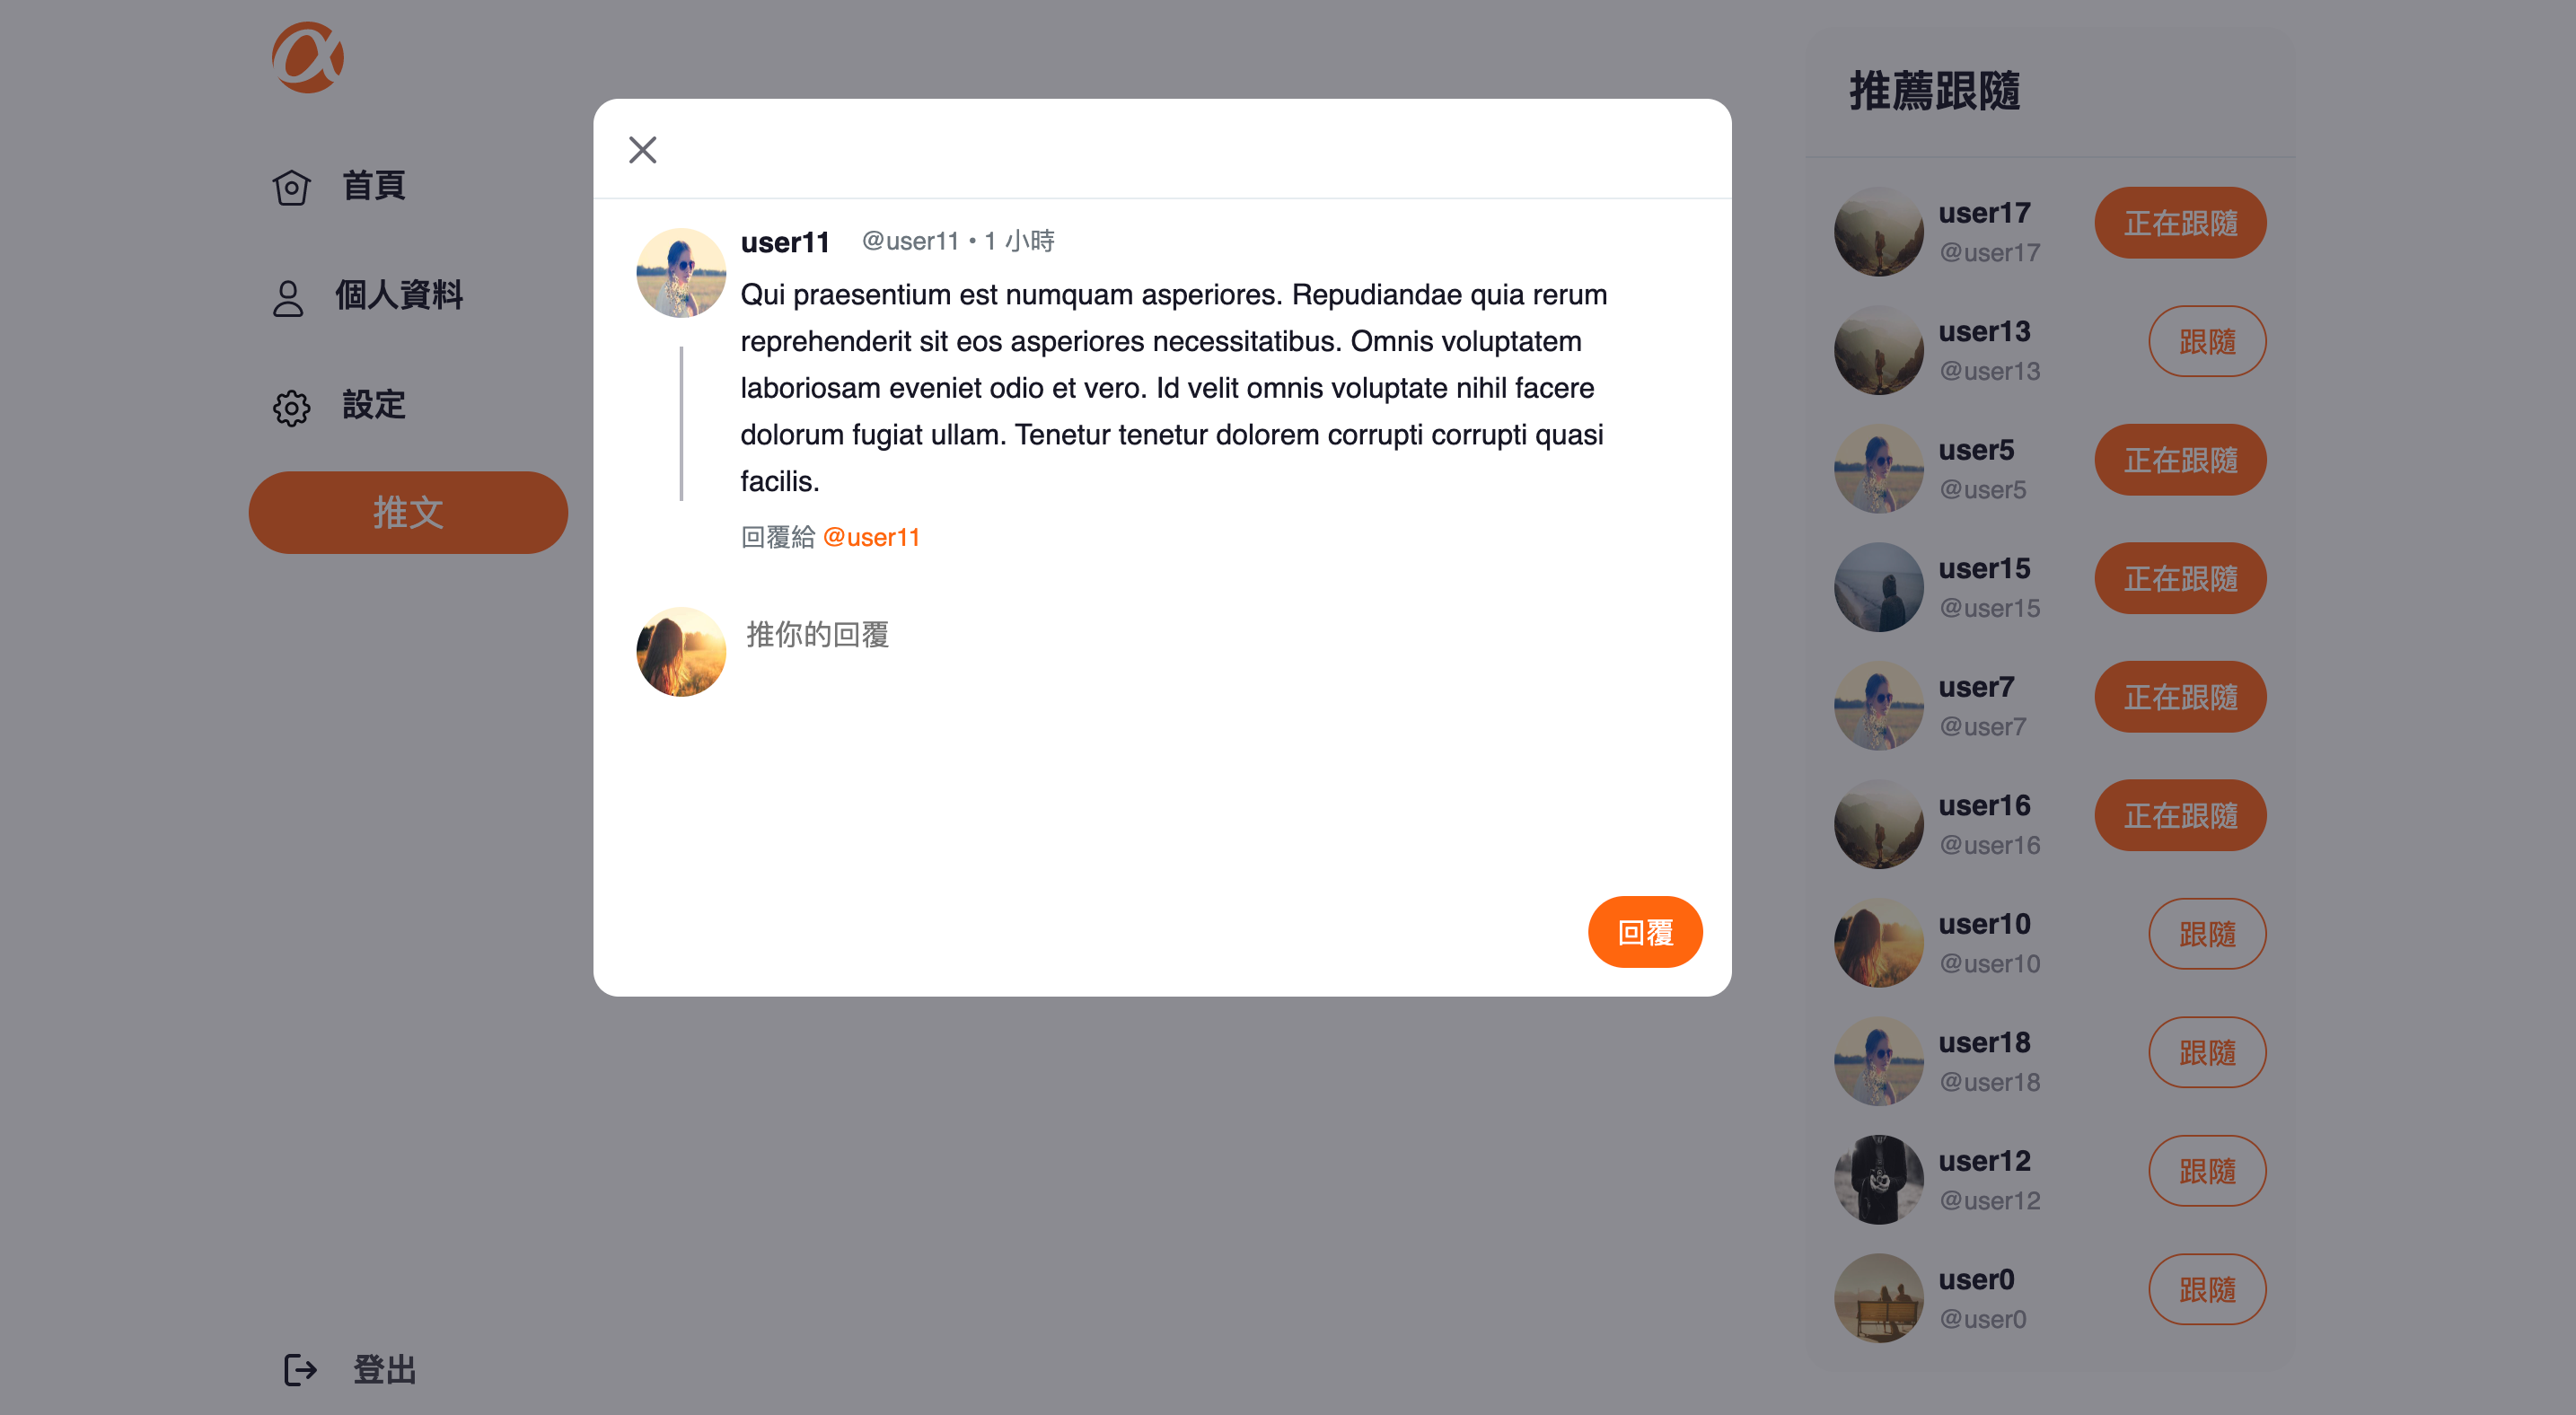 首頁
個人資料
設定
推文
登出
user11 @user11 • 1 小時
Qui praesentium est numquam asperiores. Repudiandae quia rerum
reprehenderit sit eos asperiores necessitatibus. Omnis voluptatem
laboriosam eveniet odio et vero. Id velit omnis voluptate nihil facere
dolorum fugiat ullam. Tenetur tenetur dolorem corrupti corrupti quasi
facilis.
回覆給 @user11
推你的回覆
回覆
推薦跟隨
user17
@user17
正在跟隨
user13
@user13
跟隨
user5
@user5
正在跟隨
user15
@user15
正在跟隨
user7
@user7
正在跟隨
user16
@user16
正在跟隨
user10
@user10
跟隨
user18
@user18
跟隨
user12
@user12
跟隨
user0
@user0
跟隨